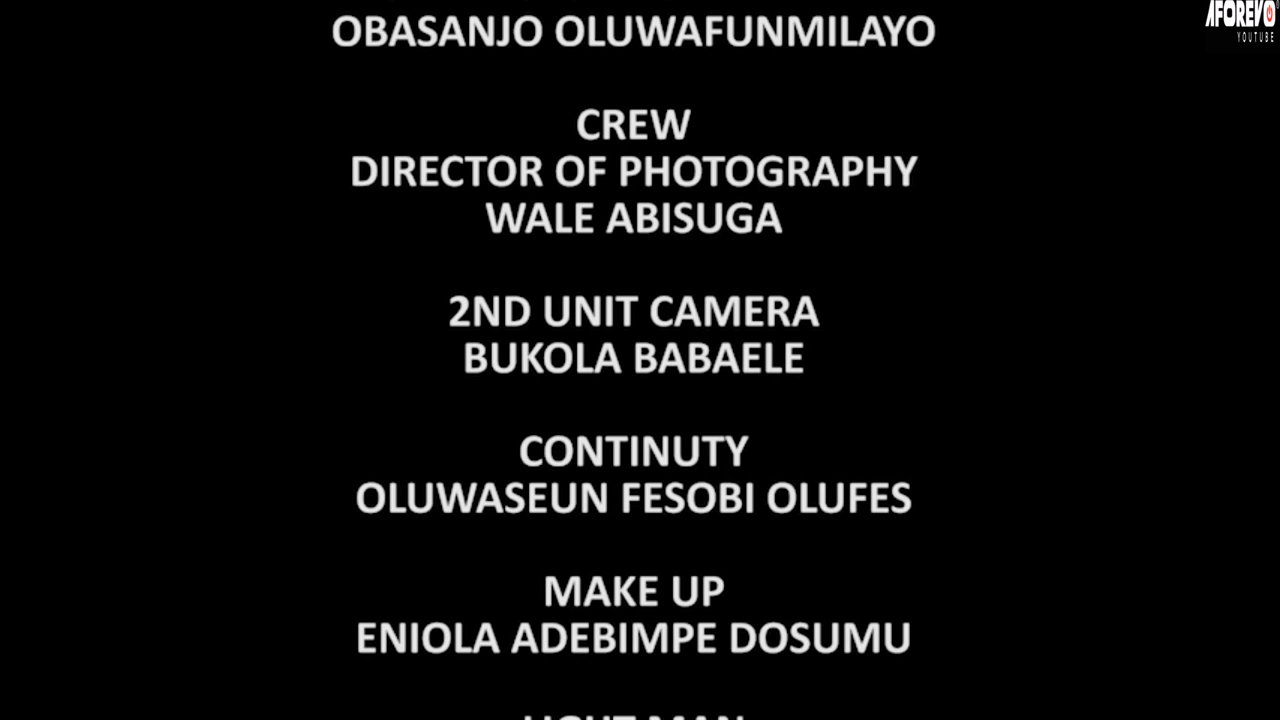 AFOREVO
YOUTUBE
OBASANJO OLUWAFUNMILAYO
CREW
DIRECTOR OF PHOTOGRAPHY
WALE ABISUGA
2ND UNIT CAMERA
BUKOLA BABAELE
CONTINUTY
OLUWASEUN FESOBI OLUFES
MAKE UP
ENIOLA ADEBIMPE DOSUMU